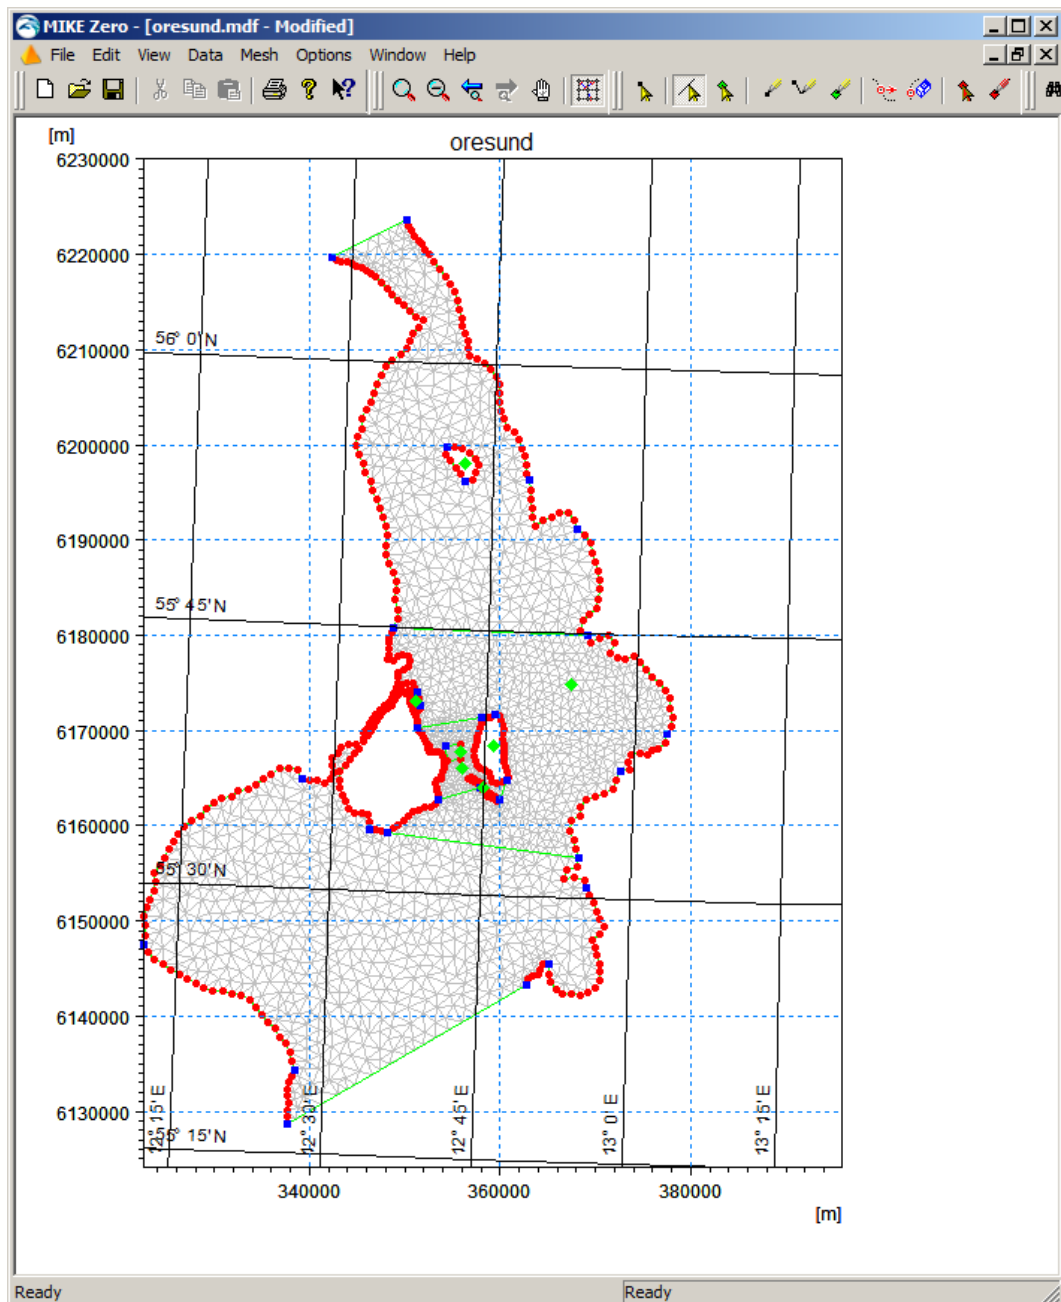 MIKE Zero - [oresund.mdf - Modified]
File Edit View Data Mesh Options Window Help
[m]
oresund
6230000
6220000
6210000
56° 0' N
6200000
6190000
6180000
55° 45' N
6170000
6160000
55° 30' N
6150000
6140000
6130000
12° 15' E
12° 30' E
12° 45' E
13° 0' E
13° 15' E
55° 15' N
340000 360000 380000
[m]
Ready Ready